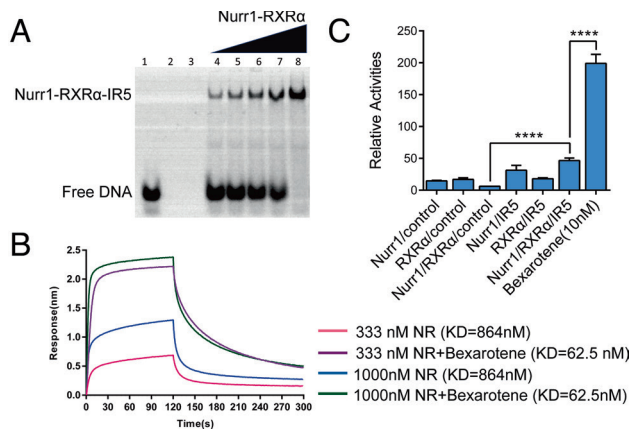 A
Nurr1-RXRα
1 2 3 4 5 6 7 8
Nurr1-RXRα-IR5
Free DNA
B
Response(nm)
2.5
2.0
1.5
1.0
0.5
0.0
0 30 60 90 120 150 180 210 240 270 300
Time(s)
C
Relative Activities
250
200
150
100
50
0
****
****
Nurr1/control
RXRα/control
Nurr1/RXRα/control
Nurr1/IR5
RXRα/IR5
Nurr1/RXRα/IR5
Bexarotene(10nM)
333 nM NR (KD=864nM)
333 nM NR+Bexarotene (KD=62.5 nM)
1000nM NR (KD=864nM)
1000nM NR+Bexarotene (KD=62.5nM)